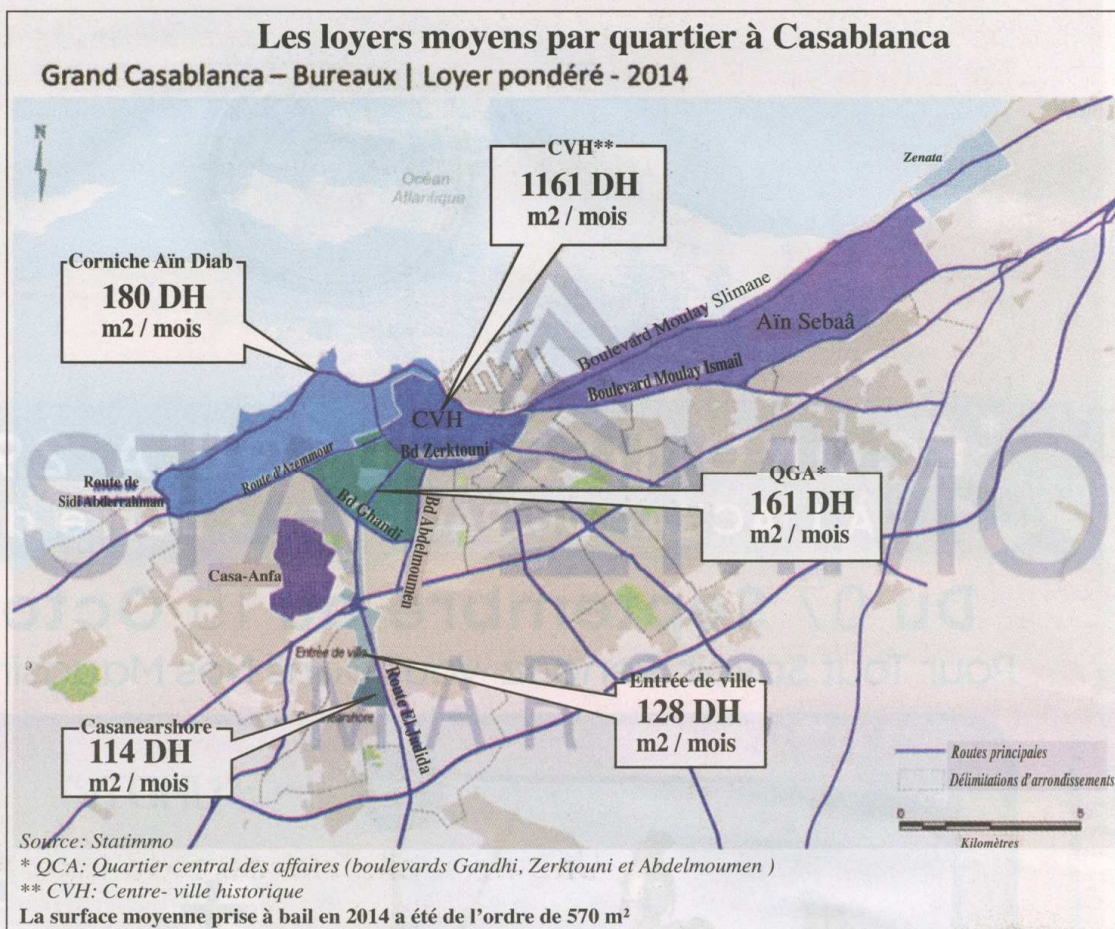 Les loyers moyens par quartier à Casablanca
Grand Casablanca – Bureaux | Loyer pondéré - 2014
N
Océan
Atlantique
CVH**
1161 DH
m2 / mois
Zenata
Corniche Aïn Diab
180 DH
m2 / mois
Boulevard Moulay Slimane
Aïn Sebaâ
Boulevard Moulay Ismail
CVH
Bd Zerktouni
Route d'Azemmour
Route de
Sidi Abderrahman
Bd Ghandi
Bd Abdelmoumen
QGA*
161 DH
m2 / mois
Casa-Anfa
Entrée de ville
Route El Jadida
Entrée de ville
128 DH
m2 / mois
Casanearshore
114 DH
m2 / mois
Routes principales
Délimitations d'arrondissements
0 5
Kilomètres
Source: Statimmo
* QCA: Quartier central des affaires (boulevards Gandhi, Zerktouni et Abdelmoumen )
** CVH: Centre- ville historique
La surface moyenne prise à bail en 2014 a été de l'ordre de 570 m²